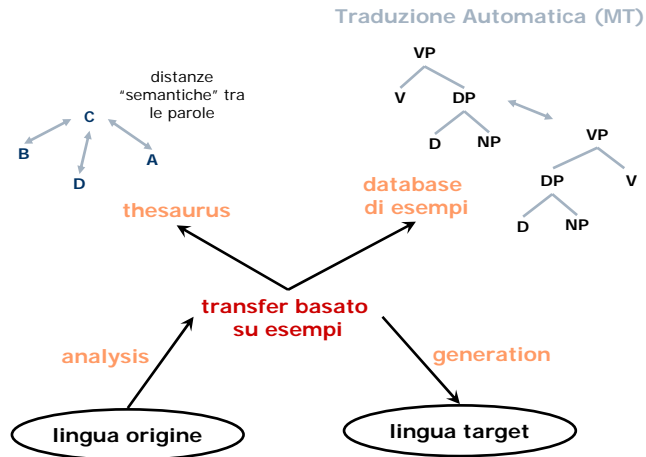 Traduzione Automatica (MT)
distanze
"semantiche" tra
le parole
C
B
D
A
VP
V
DP
D
NP
VP
DP
V
D
NP
thesaurus
database
di esempi
transfer basato
su esempi
analysis
generation
lingua origine
lingua target